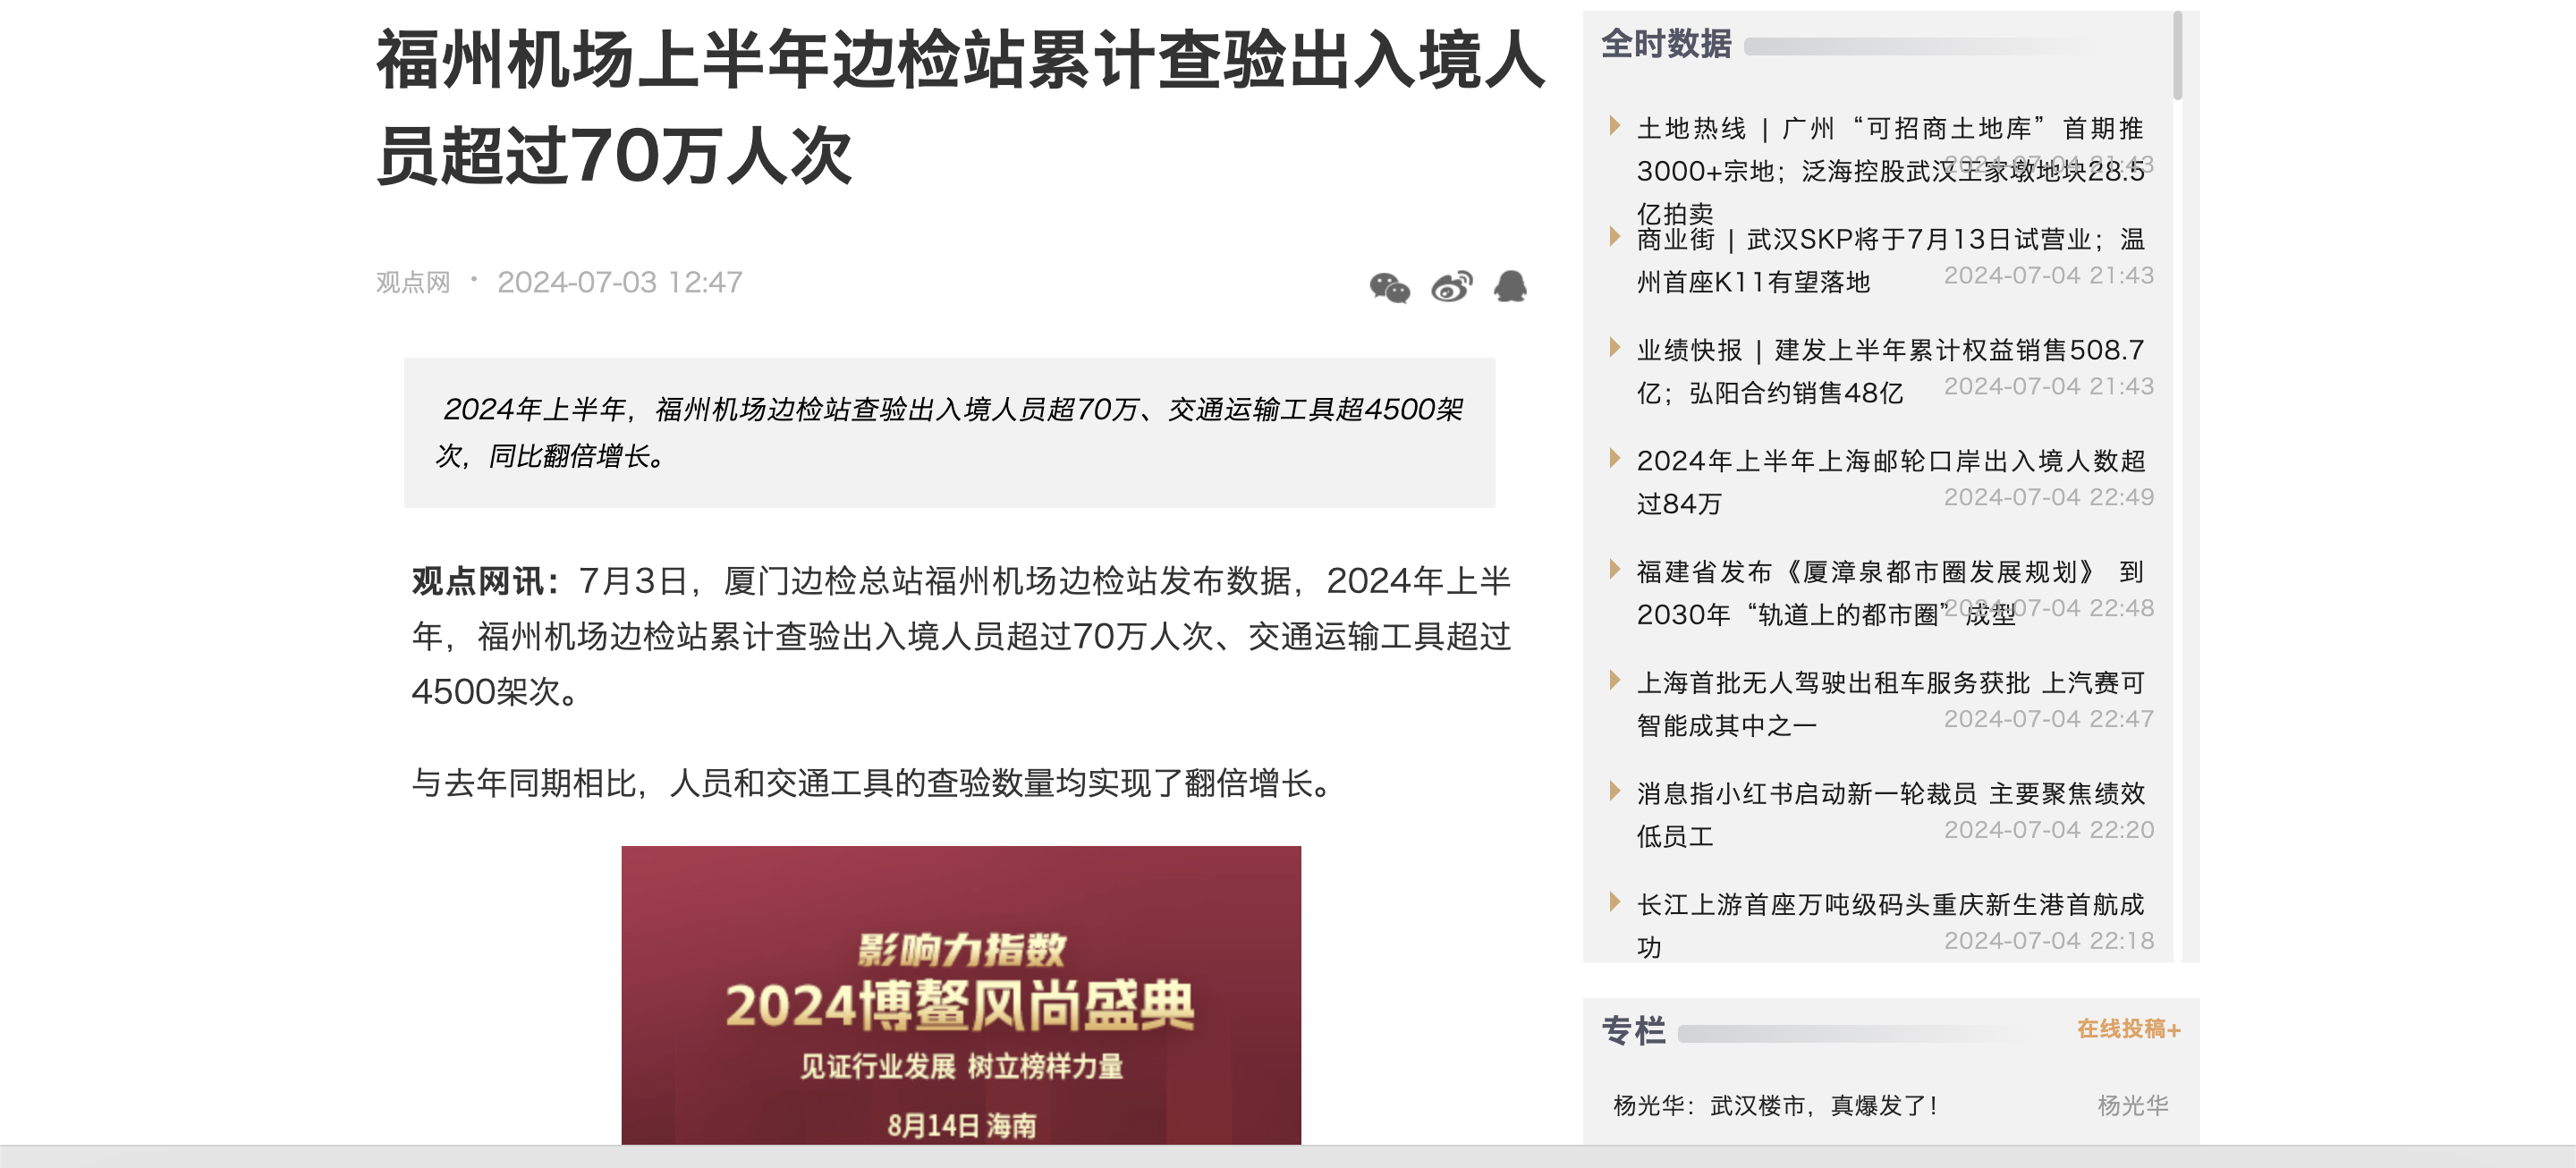 福州机场上半年边检站累计查验出入境人
员超过70万人次
观点网 · 2024-07-03 12:47
2024年上半年，福州机场边检站查验出入境人员超70万、交通运输工具超4500架
次，同比翻倍增长。
观点网讯：7月3日，厦门边检总站福州机场边检站发布数据，2024年上半
年，福州机场边检站累计查验出入境人员超过70万人次、交通运输工具超过
4500架次。
与去年同期相比，人员和交通工具的查验数量均实现了翻倍增长。
影响力指数
2024博鳌风尚盛典
见证行业发展 树立榜样力量
8月14日 海南
全时数据
土地热线 | 广州“可招商土地库”首期推
3000+宗地；泛海控股武汉王家墩地块28.5
2024-07-04 21:43
亿拍卖
商业街 | 武汉SKP将于7月13日试营业；温
州首座K11有望落地
2024-07-04 21:43
业绩快报 | 建发上半年累计权益销售508.7
亿；弘阳合约销售48亿
2024-07-04 21:43
2024年上半年上海邮轮口岸出入境人数超
过84万
2024-07-04 22:49
福建省发布《厦漳泉都市圈发展规划》 到
2030年“轨道上的都市圈”成型
2024-07-04 22:48
上海首批无人驾驶出租车服务获批 上汽赛可
智能成其中之一
2024-07-04 22:47
消息指小红书启动新一轮裁员 主要聚焦绩效
低员工
2024-07-04 22:20
长江上游首座万吨级码头重庆新生港首航成
功
2024-07-04 22:18
专栏
在线投稿+
杨光华：武汉楼市，真爆发了！
杨光华